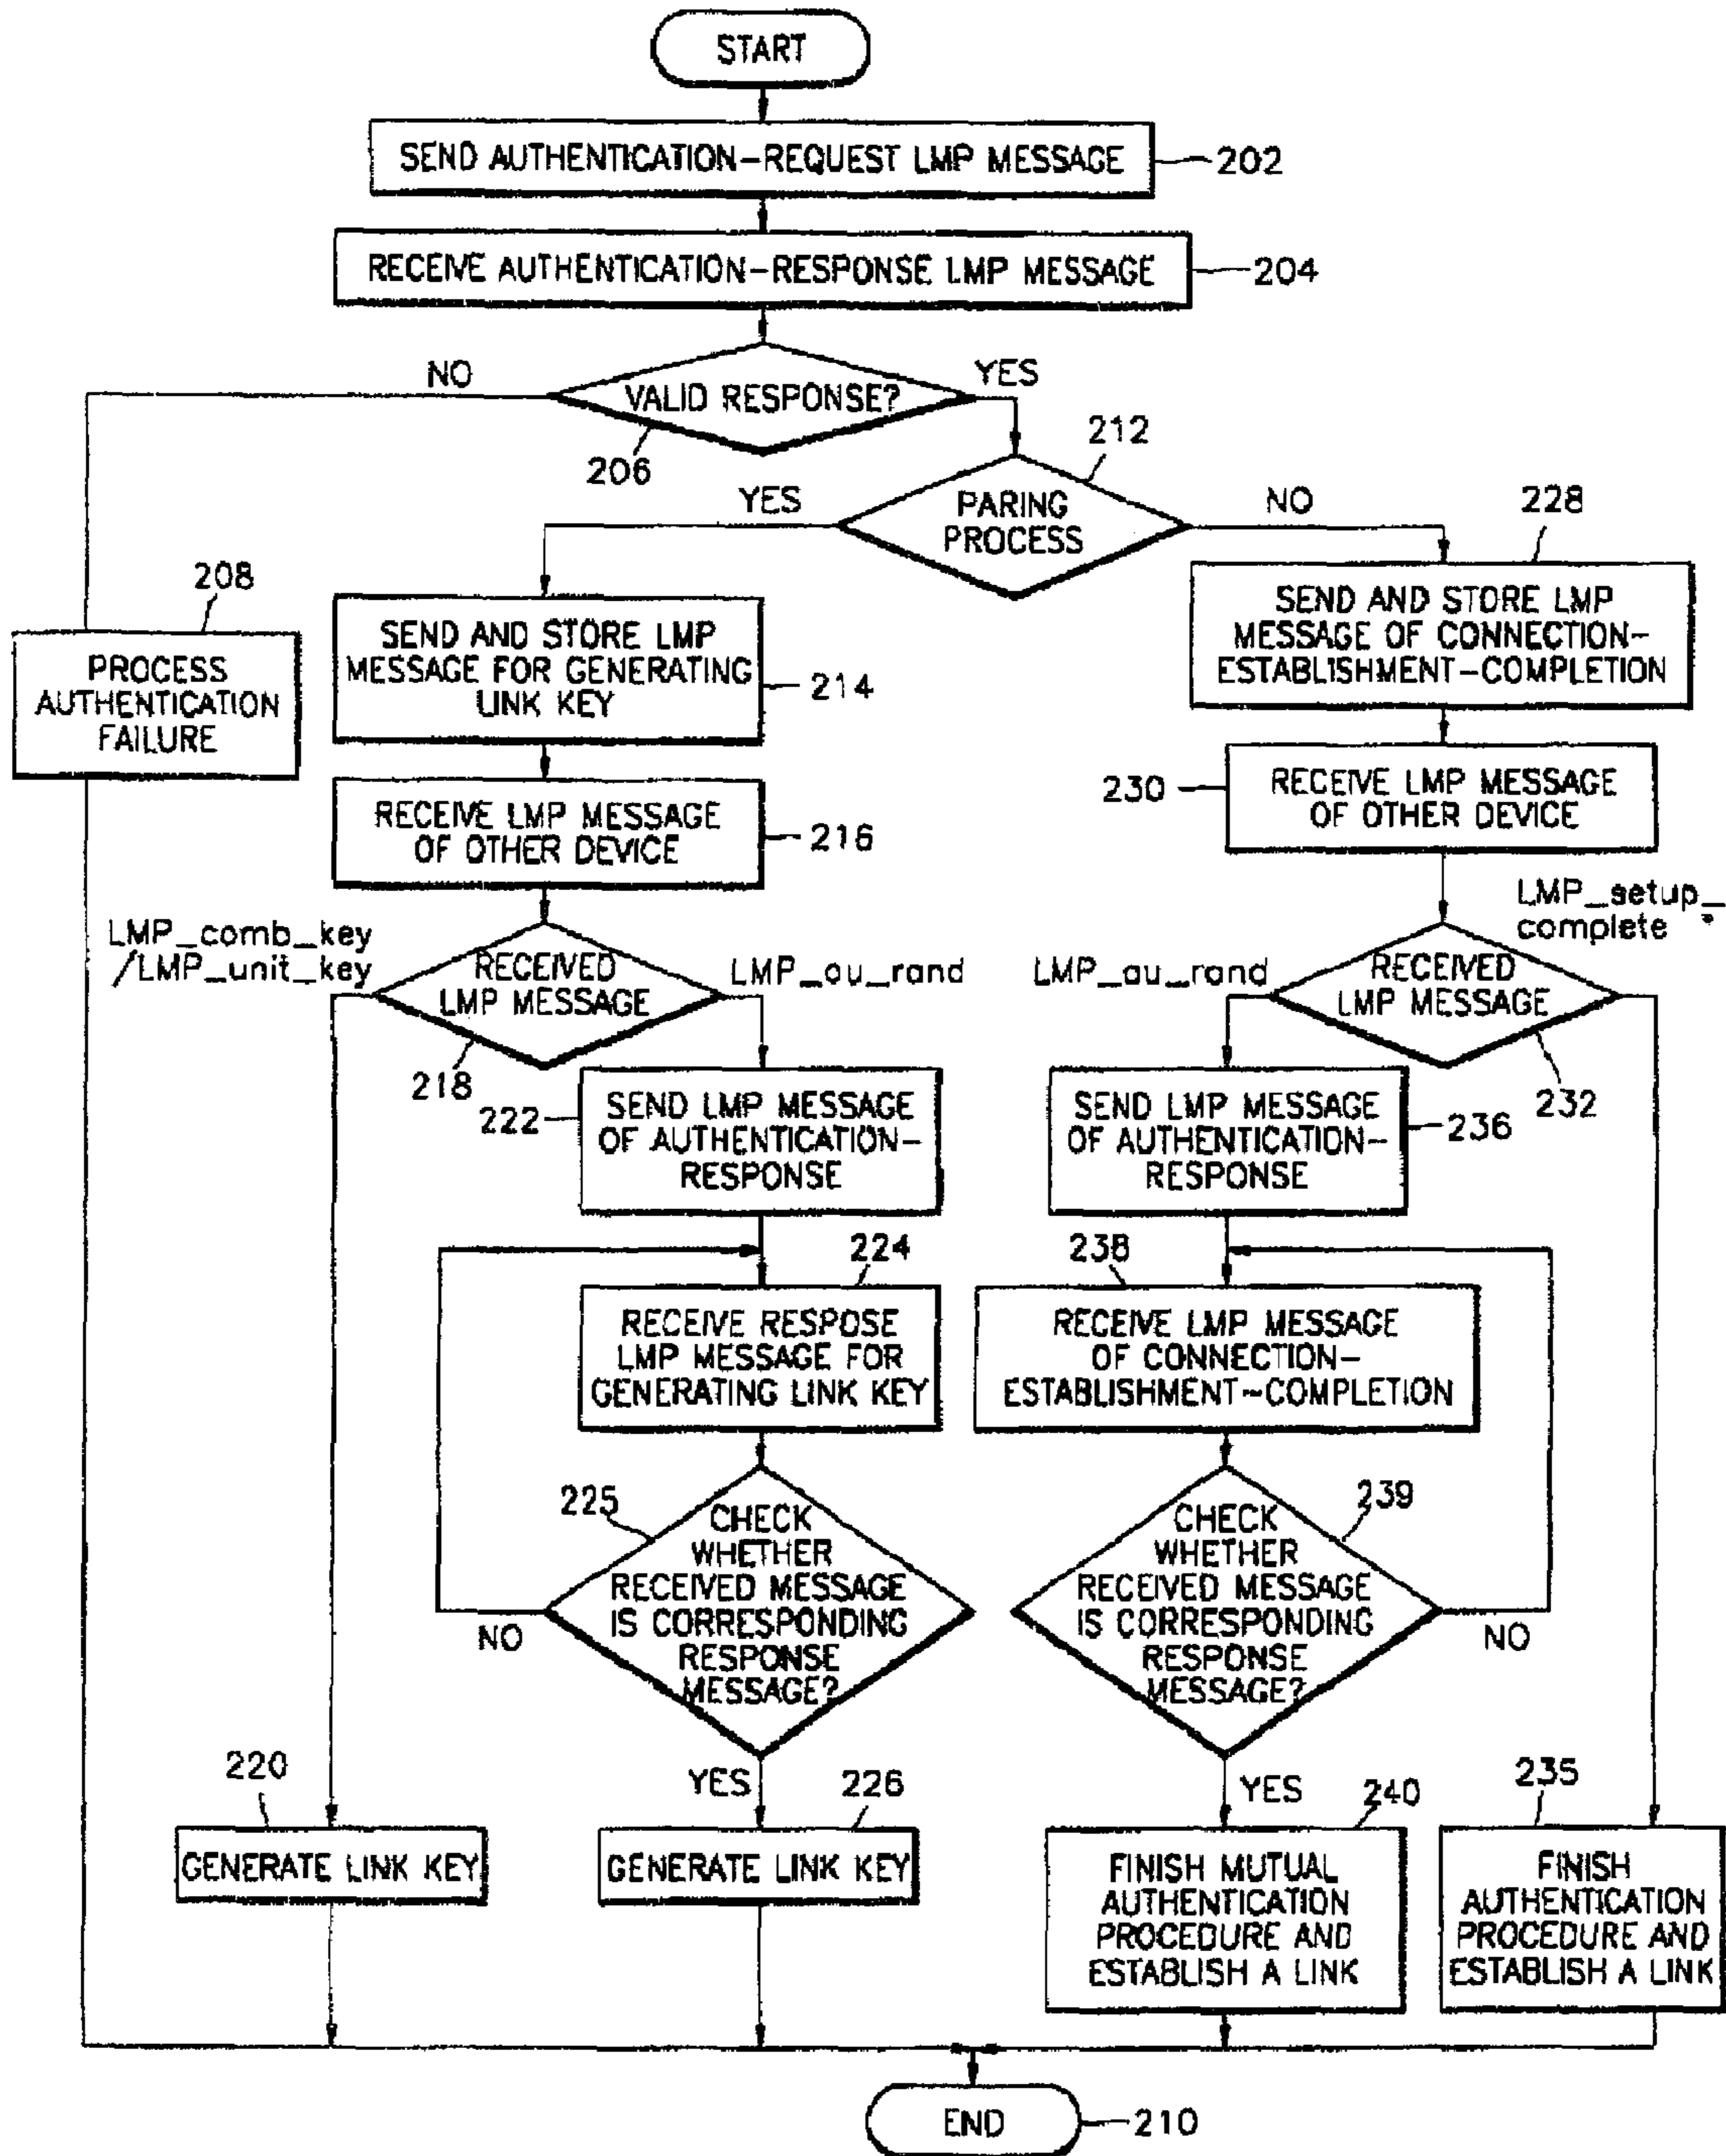 START
SEND AUTHENTICATION-REQUEST LMP MESSAGE
202
RECEIVE AUTHENTICATION-RESPONSE LMP MESSAGE
204
NO
YES
VALID RESPONSE?
206
212
YES
PARING
PROCESS
NO
228
208
PROCESS
AUTHENTICATION
FAILURE
SEND AND STORE LMP
MESSAGE FOR GENERATING
LINK KEY
214
SEND AND STORE LMP
MESSAGE OF CONNECTION-
ESTABLISHMENT-COMPLETION
RECEIVE LMP MESSAGE
OF OTHER DEVICE
216
230
RECEIVE LMP MESSAGE
OF OTHER DEVICE
LMP_comb_key
/LMP_unit_key
RECEIVED
LMP MESSAGE
LMP_au_rand
218
LMP_au_rand
RECEIVED
LMP MESSAGE
LMP_setup_
complete
232
222
SEND LMP MESSAGE
OF AUTHENTICATION-
RESPONSE
SEND LMP MESSAGE
OF AUTHENTICATION-
RESPONSE
236
224
RECEIVE RESPOSE
LMP MESSAGE FOR
GENERATING LINK KEY
238
RECEIVE LMP MESSAGE
OF CONNECTION-
ESTABLISHMENT-COMPLETION
225
CHECK
WHETHER
RECEIVED MESSAGE
IS CORRESPONDING
RESPONSE
MESSAGE?
NO
YES
239
CHECK
WHETHER
RECEIVED MESSAGE
IS CORRESPONDING
RESPONSE
MESSAGE?
NO
YES
220
GENERATE LINK KEY
226
GENERATE LINK KEY
240
FINISH MUTUAL
AUTHENTICATION
PROCEDURE AND
ESTABLISH A LINK
235
FINISH
AUTHENTICATION
PROCEDURE AND
ESTABLISH A LINK
END
210